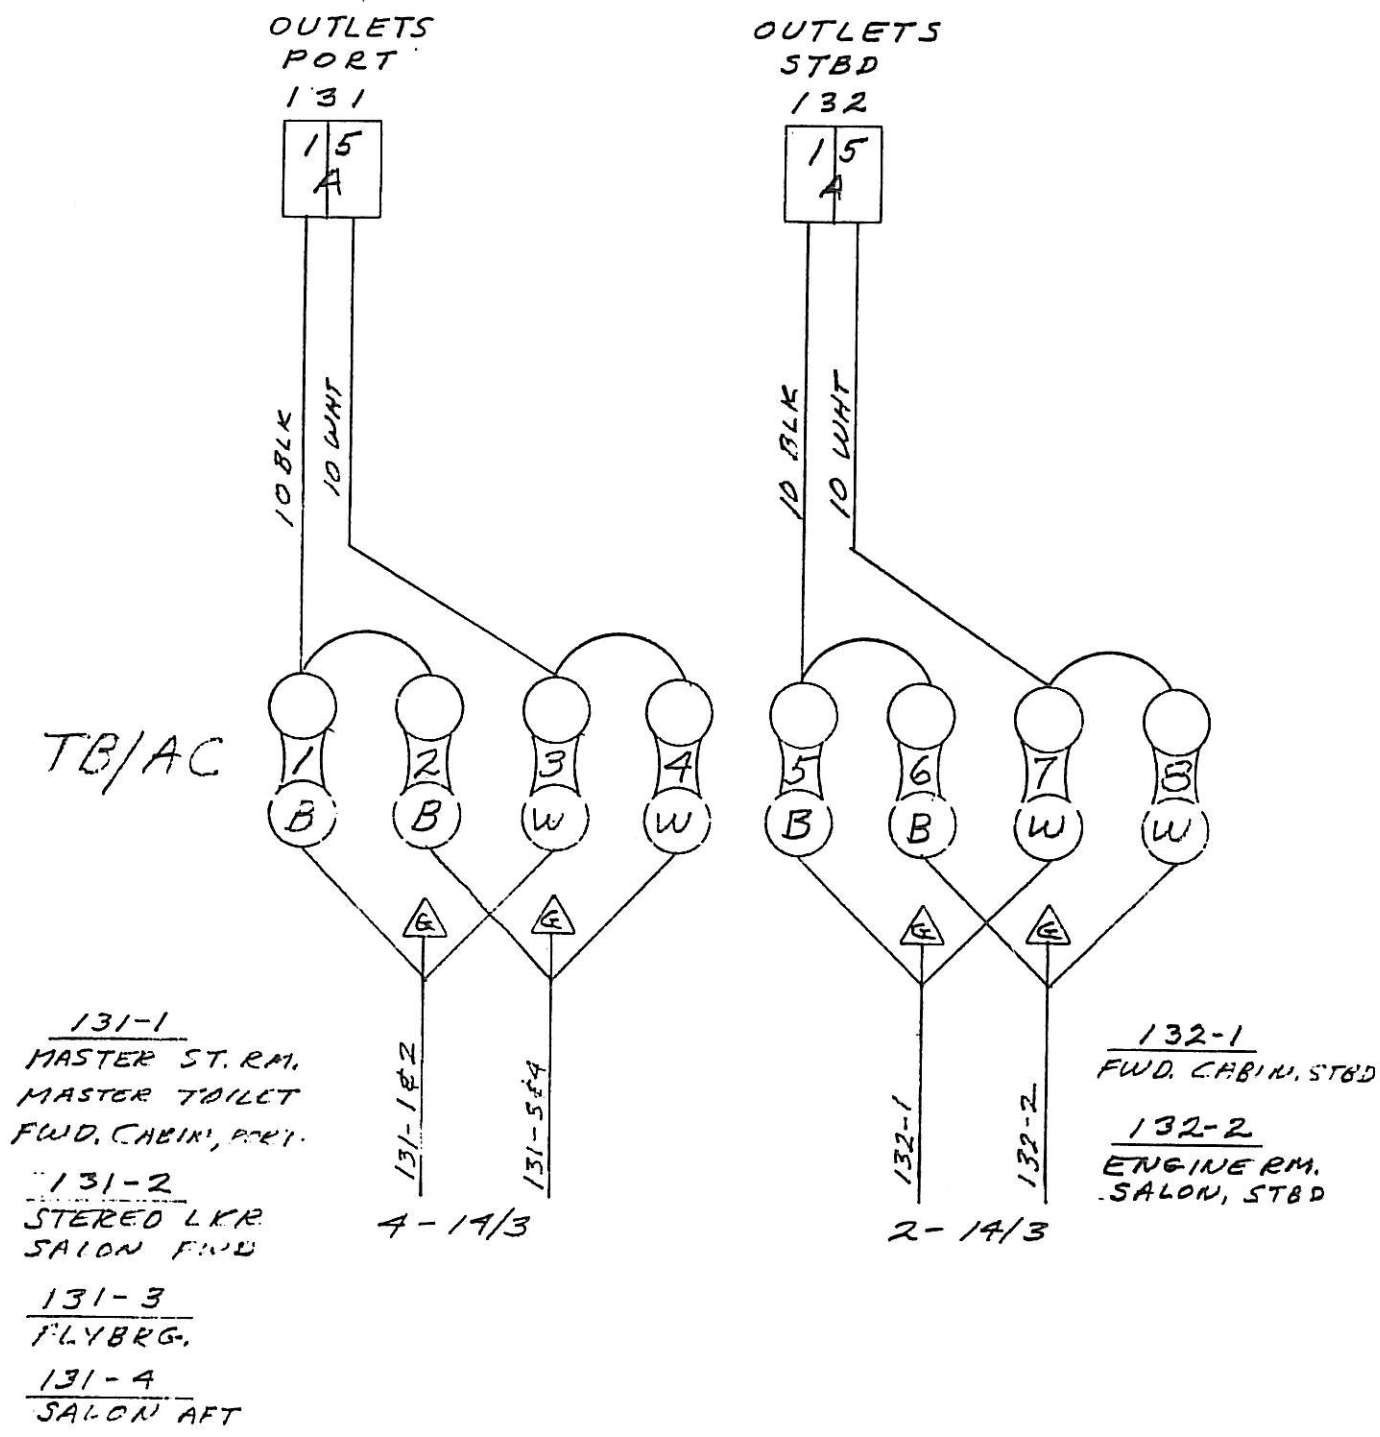 OUTLETS
PORT
131
15
A
10 BLK
10 WHT
OUTLETS
STBD
132
15
A
10 BLK
10 WHT
TB/AC
1 2 3 4 5 6 7 8
B B W W B B W W
G G G G
131-1&2
131-3&4
4-14/3
132-1
132-2
2-14/3
131-1
MASTER ST. RM.
MASTER TOILET
FWD. CABIN, PORT.
131-2
STEREO LKR
SALON FWD
131-3
FLYBRG.
131-4
SALON AFT
132-1
FWD. CABIN, STBD
132-2
ENGINE RM.
SALON, STBD